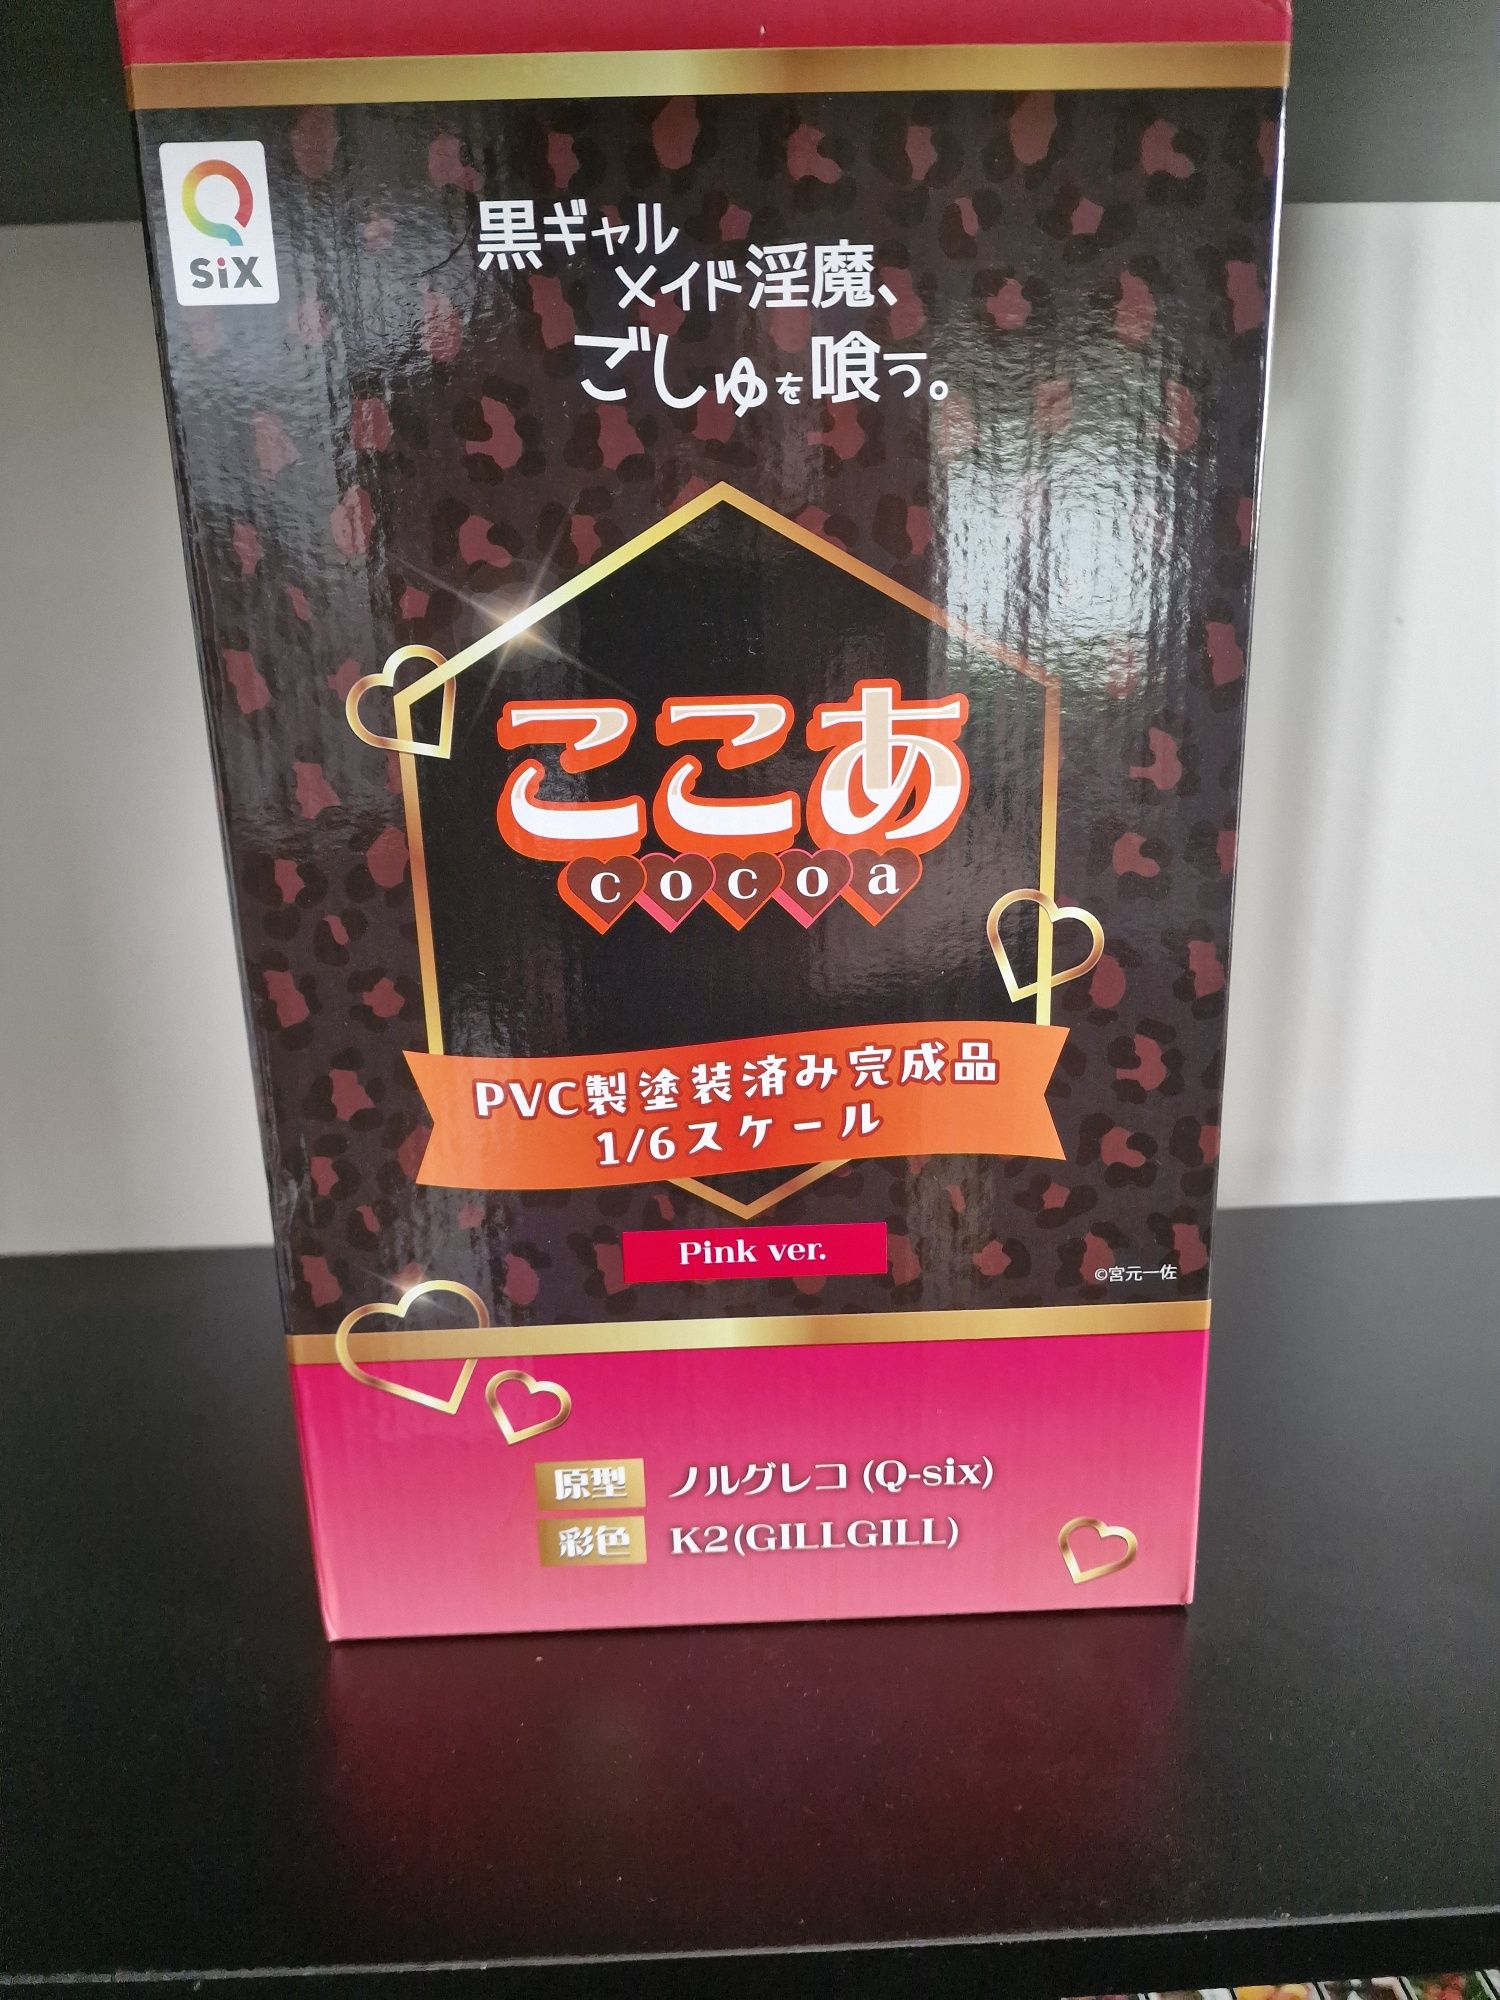 Q
SiX
黒ギャル
メイド淫魔、
ごしゅを喰う。
ここあ
cocoa
PVC製塗装済み完成品
1/6スケール
Pink ver.
©宮元一佐
原型 ノルグレコ (Q-six)
彩色 K2(GILLGILL)